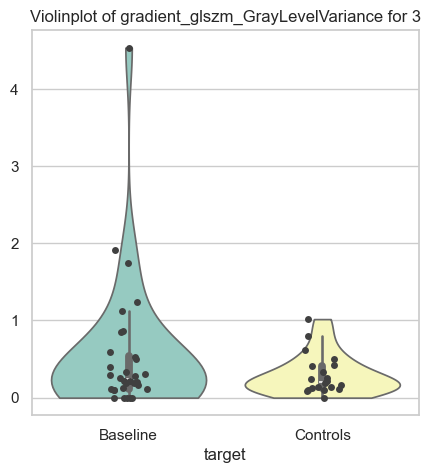 Violinplot of gradient_glszm_GrayLevelVariance for 3
4
3
2
1
0
Baseline Controls
target